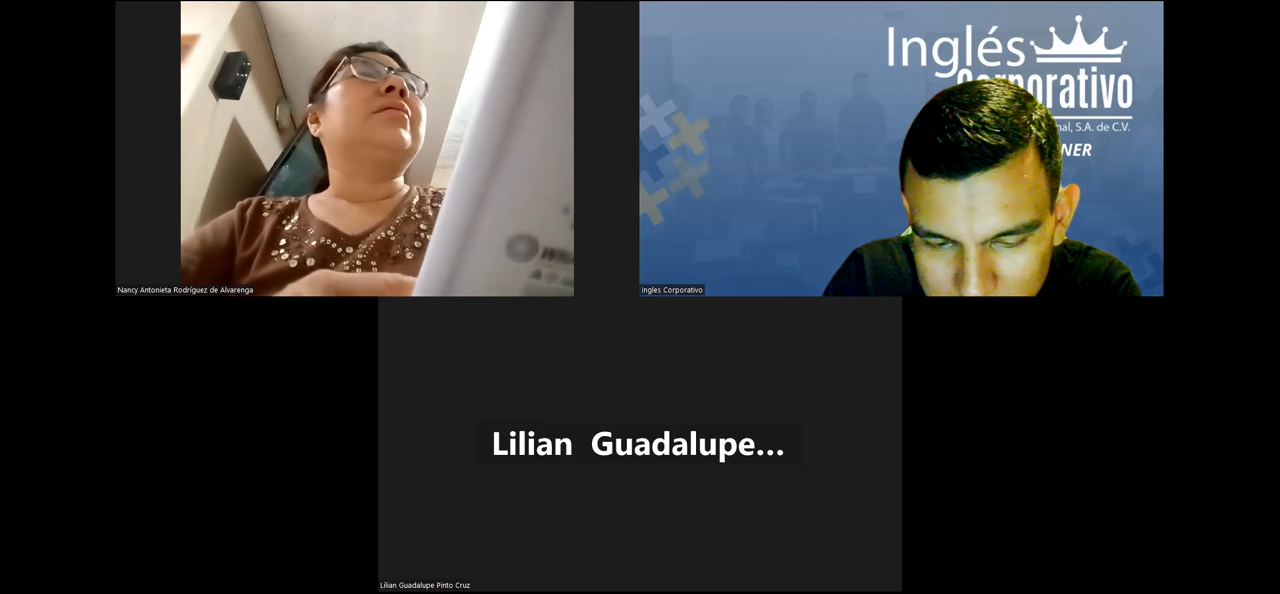 Inglés
Corporativo
nal, S.A. de C.V.
NER
Nancy Antonieta Rodríguez de Alvarenga
Ingles Corporativo
Lilian Guadalupe...
Lilian Guadalupe Pinto Cruz